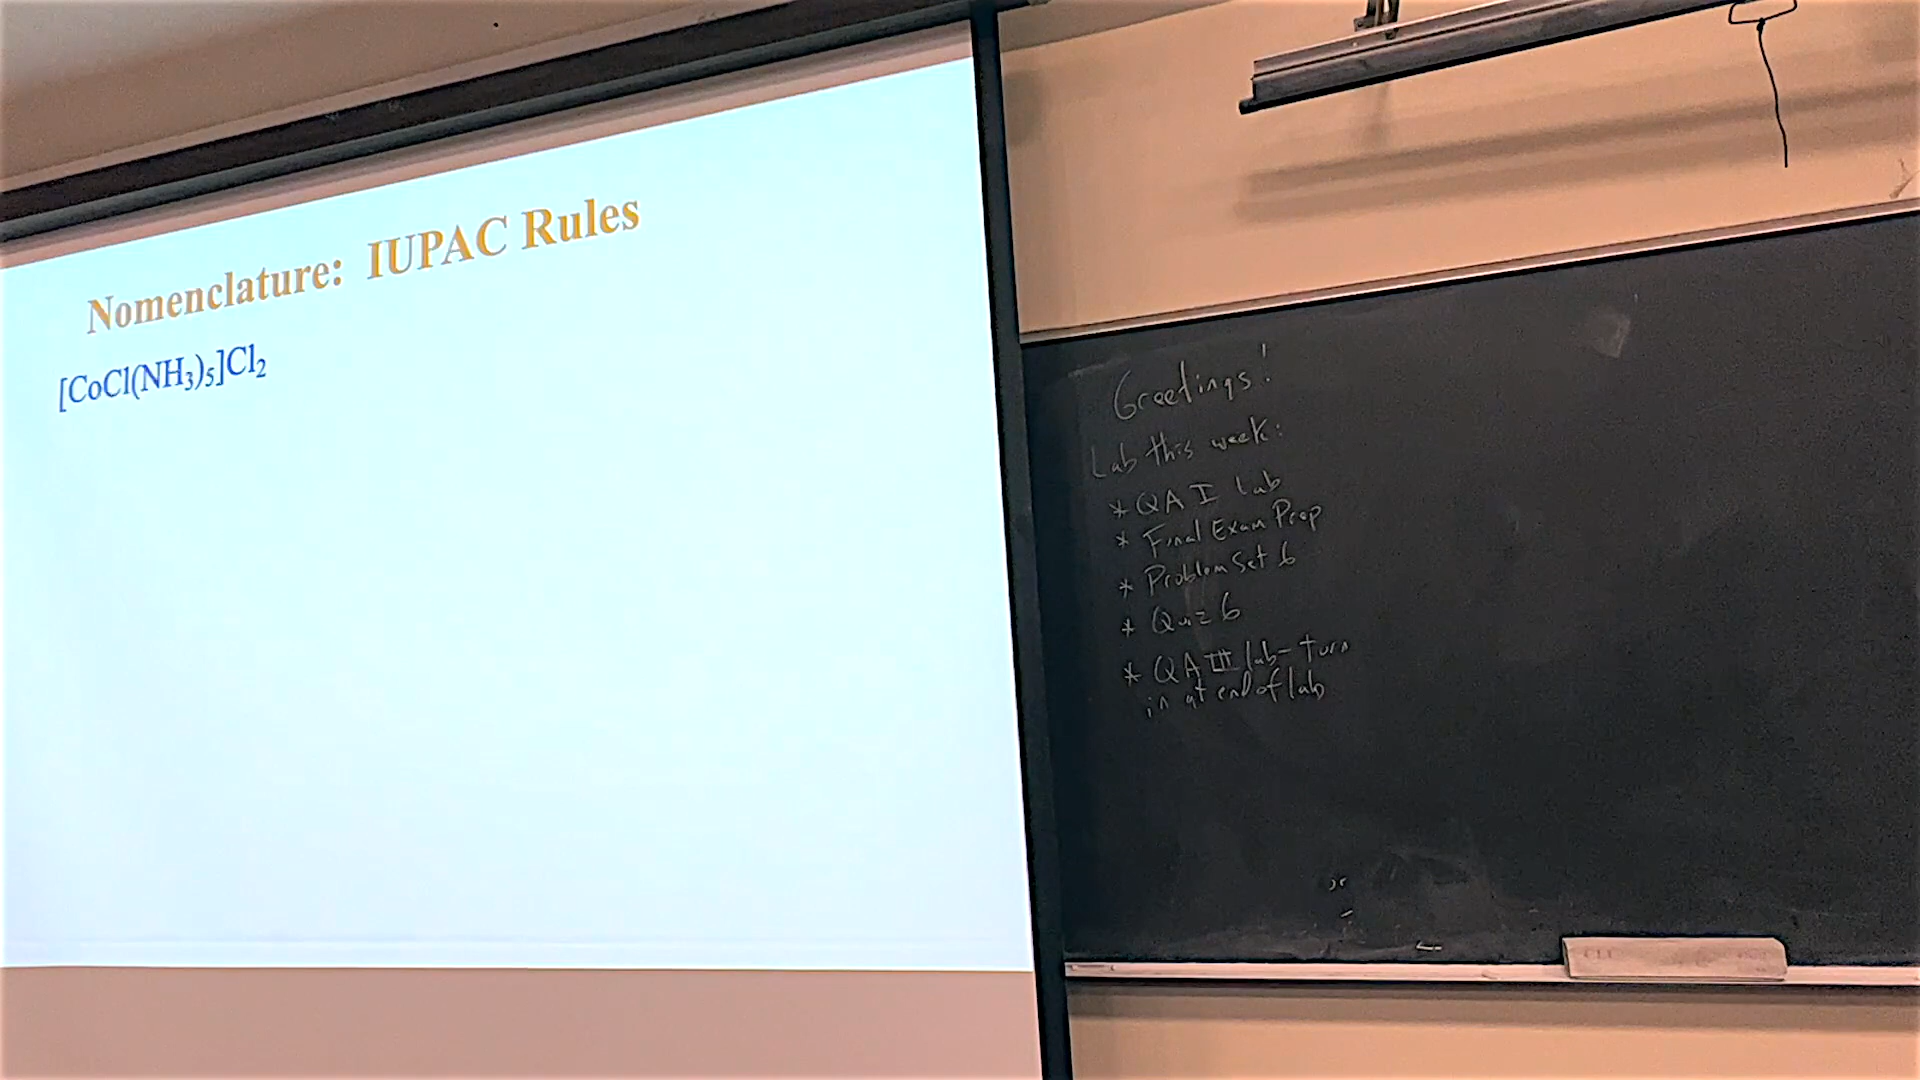 Nomenclature: IUPAC Rules
[CoCl(NH₃)₅]Cl₂
Greetings!
Lab this week:
* QA I lab
* Final Exam Prep
* Problem Set 6
* Quiz 6
* QA III lab - turn
in at end of lab